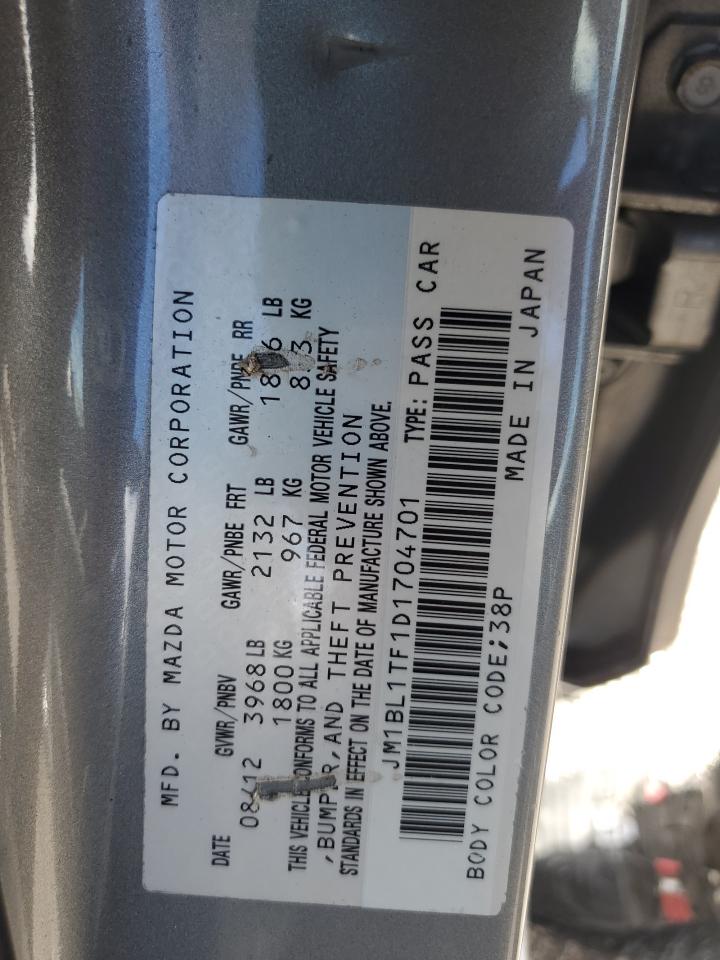 MFD. BY MAZDA MOTOR CORPORATION
DATE GVWR/PNBV GAWR/PNBE FRT GAWR/PNBE RR
08/12 3968 LB 2132 LB LB
1800 KG 967 KG KG
THIS VEHICLE CONFORMS TO ALL APPLICABLE FEDERAL MOTOR VEHICLE SAFETY
,BUMPER,AND THEFT PREVENTION
STANDARDS IN EFFECT ON THE DATE OF MANUFACTURE SHOWN ABOVE.
JM1BL1TF1D1704701 TYPE: PASS CAR
BODY COLOR CODE;38P MADE IN JAPAN